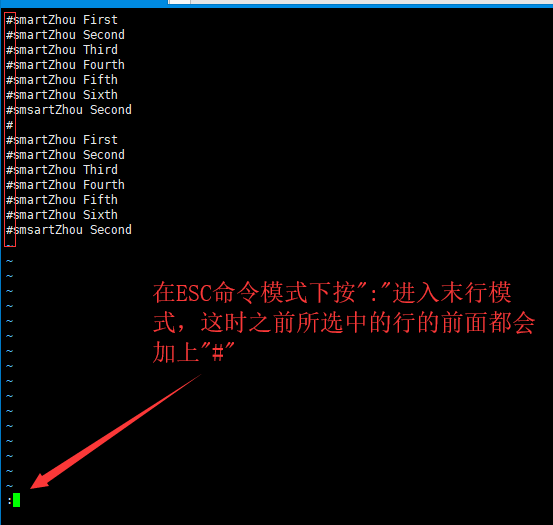 #smartZhou First
#smartZhou Second
#smartZhou Third
#smartZhou Fourth
#smartZhou Fifth
#smartZhou Sixth
#smsartZhou Second
#
#smartZhou First
#smartZhou Second
#smartZhou Third
#smartZhou Fourth
#smartZhou Fifth
#smartZhou Sixth
#smsartZhou Second
~
~
~
~
~
在ESC命令模式下按":"进入末行模
式，这时之前所选中的行的前面都会
加上"#"
~
~
~
~
~
~
~
~
~
~
~
~
: